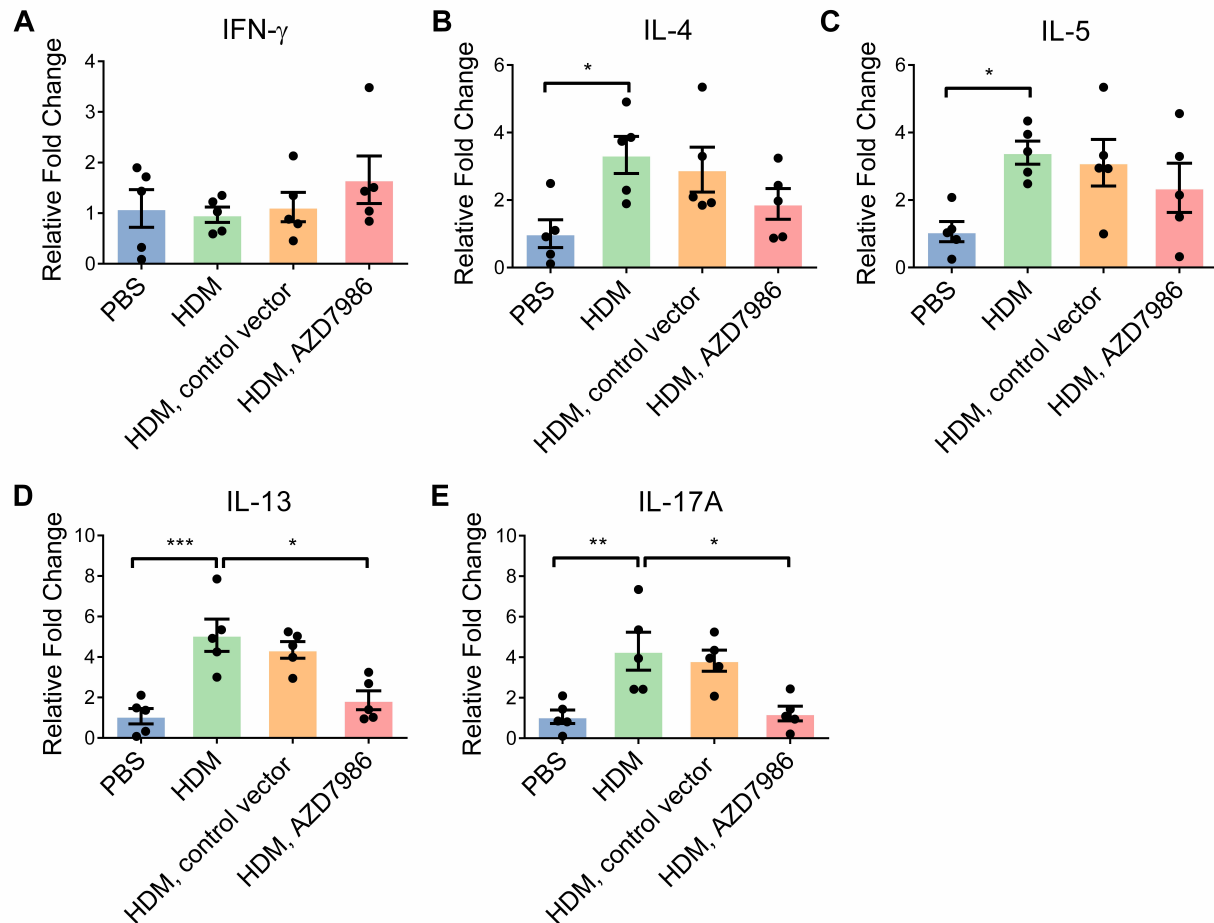 A
IFN-γ
Relative Fold Change
4
3
2
1
0
PBS
HDM
HDM, control vector
HDM, AZD7986
B
IL-4
Relative Fold Change
6
4
2
0
*
PBS
HDM
HDM, control vector
HDM, AZD7986
C
IL-5
Relative Fold Change
6
4
2
0
*
PBS
HDM
HDM, control vector
HDM, AZD7986
D
IL-13
Relative Fold Change
10
8
6
4
2
0
***
*
PBS
HDM
HDM, control vector
HDM, AZD7986
E
IL-17A
Relative Fold Change
10
8
6
4
2
0
**
*
PBS
HDM
HDM, control vector
HDM, AZD7986